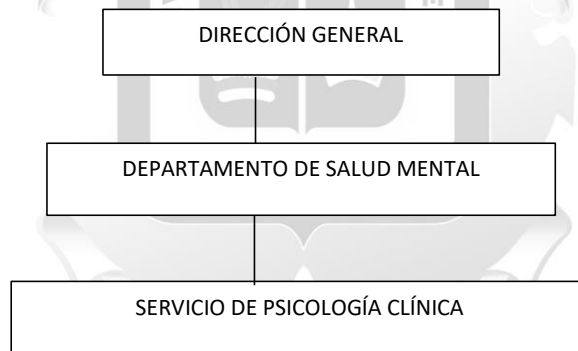 DIRECCIÓN GENERAL
DEPARTAMENTO DE SALUD MENTAL
SERVICIO DE PSICOLOGÍA CLÍNICA